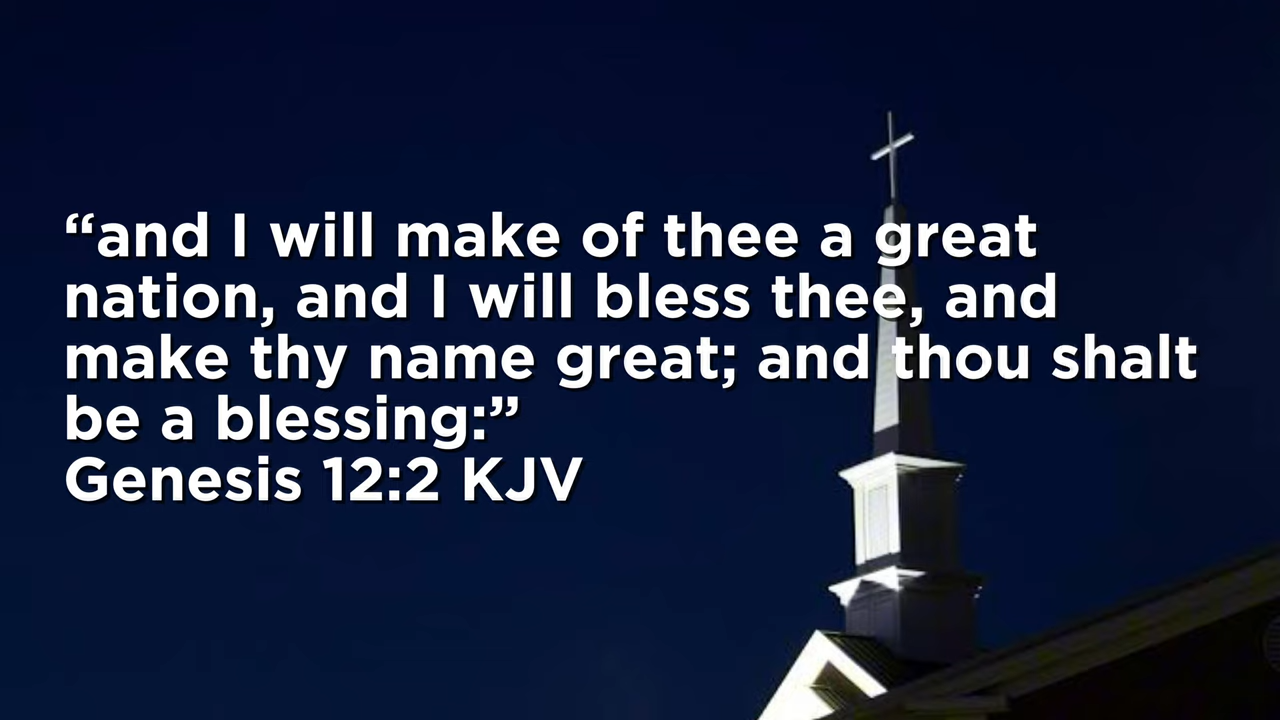 “and I will make of thee a great
nation, and I will bless thee, and
make thy name great; and thou shalt
be a blessing:”
Genesis 12:2 KJV